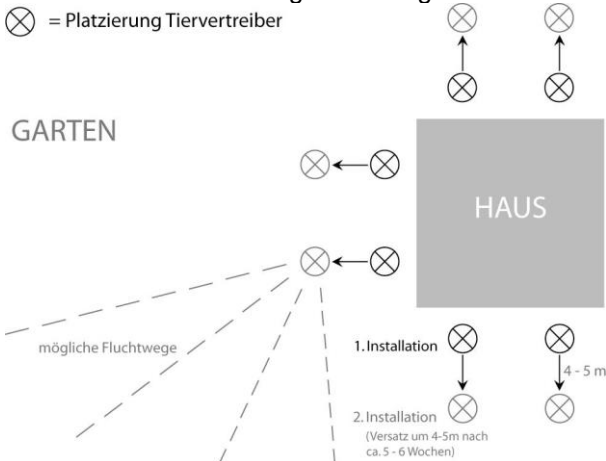 = Platzierung Tiervertreiber
GARTEN
HAUS
mögliche Fluchtwege
1. Installation
4 - 5 m
2. Installation
(Versatz um 4-5m nach
ca. 5 - 6 Wochen)